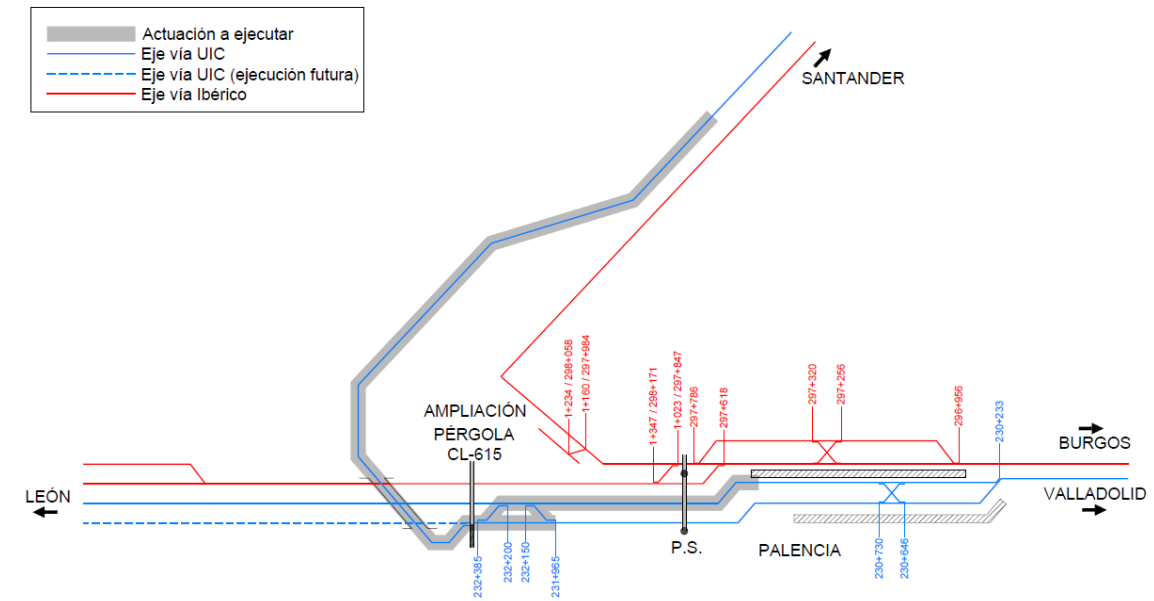 Actuación a ejecutar
Eje vía UIC
Eje vía UIC (ejecución futura)
Eje vía Ibérico
SANTANDER
1+234 / 298+058
1+160 / 297+984
1+347 / 298+171
1+023 / 297+847
297+786
297+618
297+320
297+256
296+956
230+233
AMPLIACIÓN
PÉRGOLA
CL-615
BURGOS
LEÓN
VALLADOLID
P.S.
PALENCIA
232+385
232+200
232+150
231+965
230+730
230+646